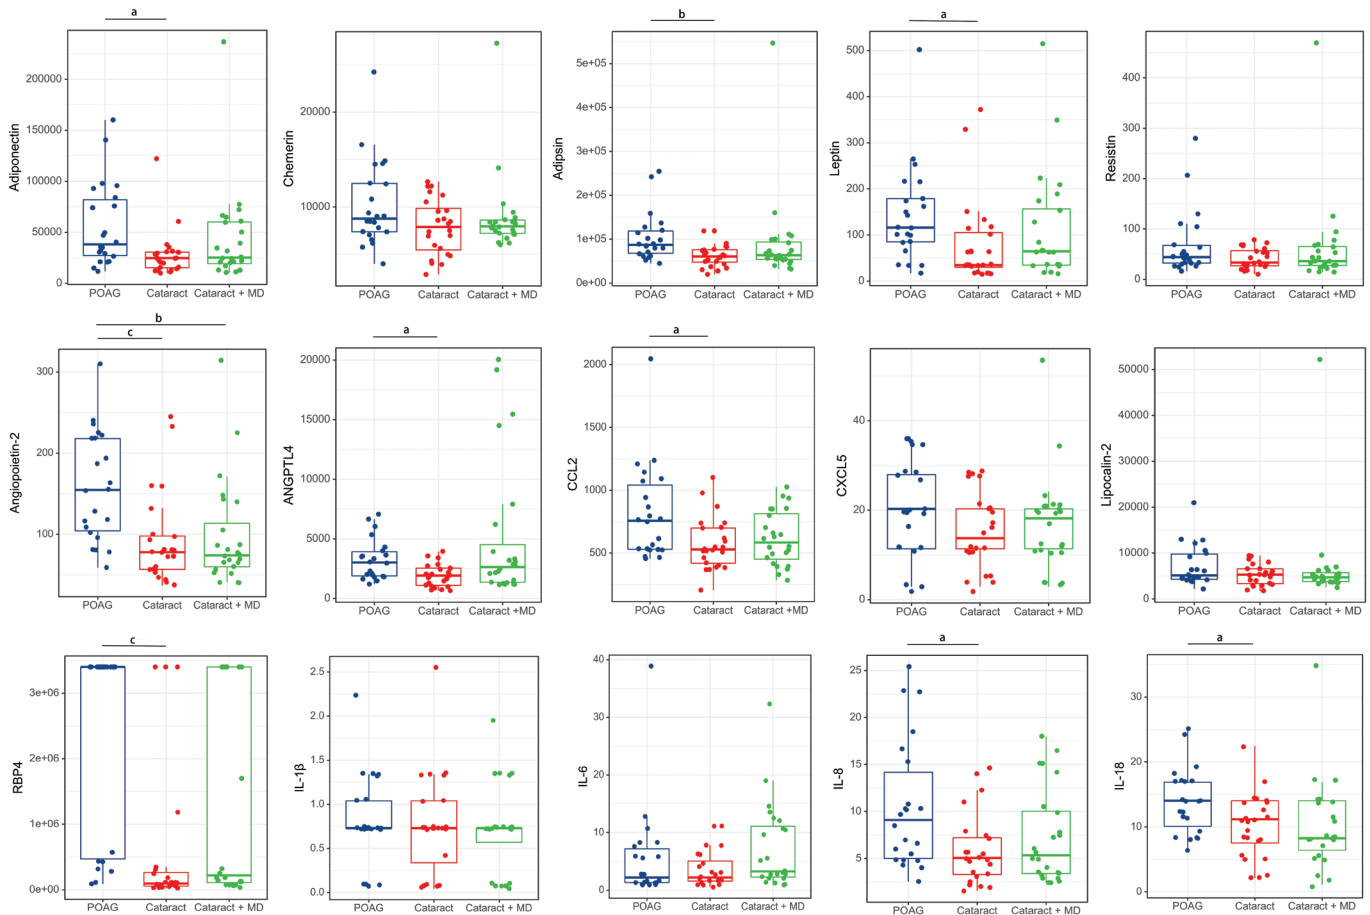 a
Adiponectin
200000
150000
100000
50000
0
POAG Cataract Cataract + MD
Chemerin
20000
10000
POAG Cataract Cataract + MD
b
Adipsin
5e+05
4e+05
3e+05
2e+05
1e+05
0e+00
POAG Cataract Cataract + MD
a
Leptin
500
400
300
200
100
0
POAG Cataract Cataract + MD
Resistin
400
300
200
100
0
POAG Cataract Cataract +MD
b
c
Angiopoietin-2
300
200
100
POAG Cataract Cataract + MD
a
ANGPTL4
20000
15000
10000
5000
0
POAG Cataract Cataract +MD
a
CCL2
2000
1500
1000
500
POAG Cataract Cataract +MD
CXCL5
40
20
0
POAG Cataract Cataract + MD
Lipocalin-2
50000
40000
30000
20000
10000
0
POAG Cataract Cataract + MD
c
RBP4
3e+06
2e+06
1e+06
0e+00
POAG Cataract Cataract + MD
IL-1β
2.5
2.0
1.5
1.0
0.5
0.0
POAG Cataract Cataract + MD
IL-6
40
30
20
10
0
POAG Cataract Cataract + MD
a
IL-8
25
20
15
10
5
POAG Cataract Cataract + MD
a
IL-18
30
20
10
0
POAG Cataract Cataract + MD